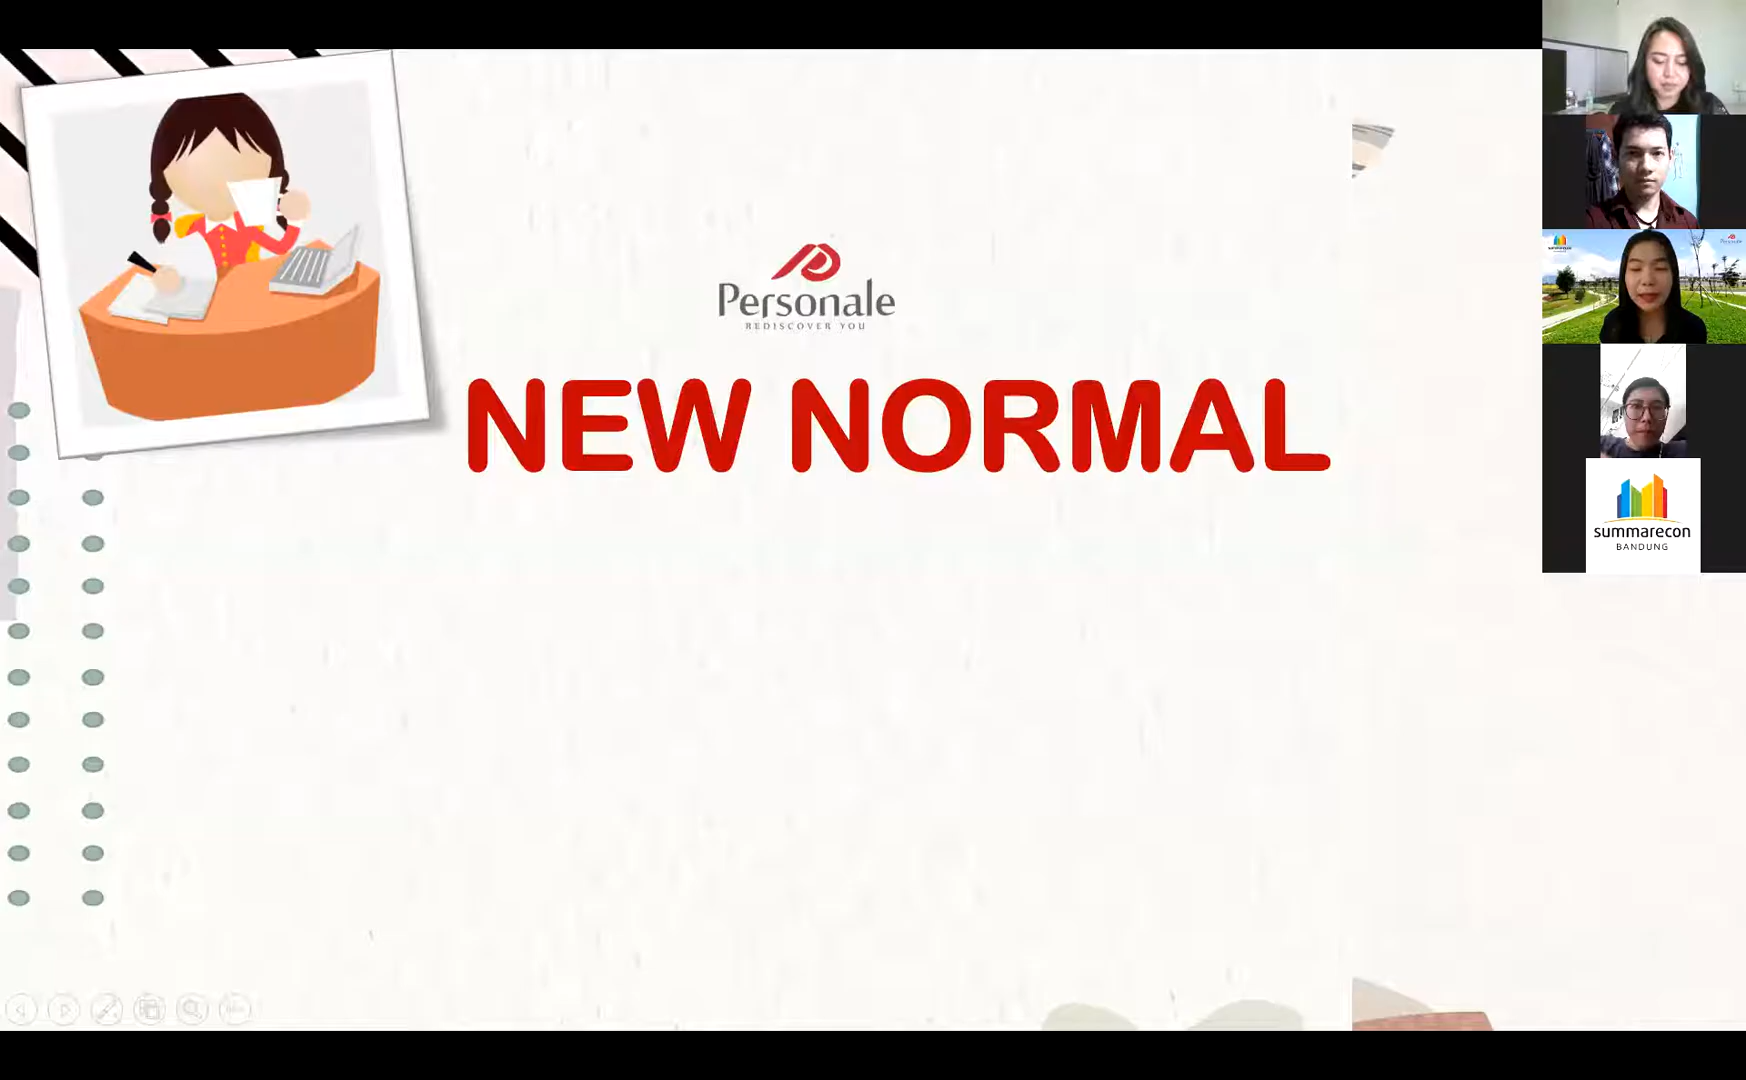 Personale
REDISCOVER YOU
NEW NORMAL
summarecon
BANDUNG